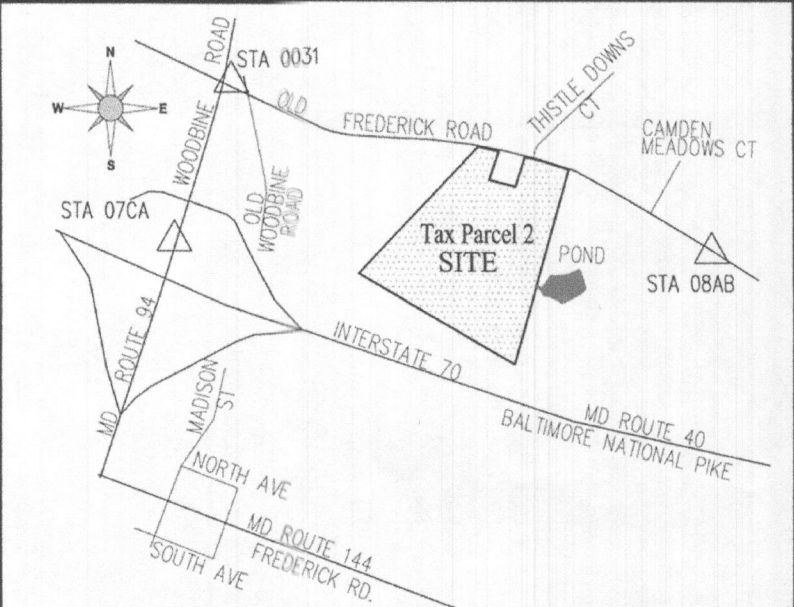 N
W
E
S
STA 0031
WOODBINE ROAD
OLD FREDERICK ROAD
THISTLE DOWNS
CT
CAMDEN
MEADOWS CT
OLD
WOODBINE
ROAD
STA 07CA
Tax Parcel 2
SITE
POND
STA 08AB
MD ROUTE 94
INTERSTATE 70
MADISON
ST
MD ROUTE 40
BALTIMORE NATIONAL PIKE
NORTH AVE
MD ROUTE 144
FREDERICK RD.
SOUTH AVE